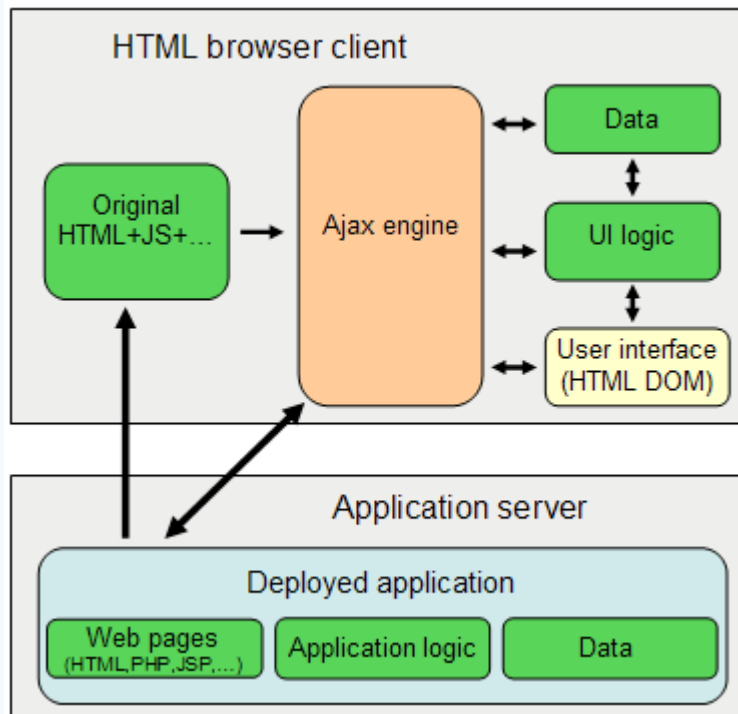 HTML browser client
Original
HTML+JS+...
Ajax engine
Data
UI logic
User interface
(HTML DOM)
Application server
Deployed application
Web pages
(HTML,PHP,JSP,...)
Application logic
Data